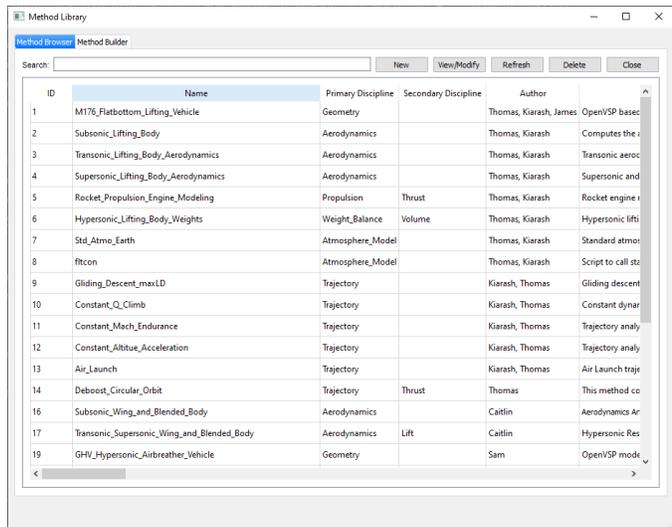 Method Library
Method Browser Method Builder
Search: New View/Modify Refresh Delete Close
ID Name Primary Discipline Secondary Discipline Author
1 M176_Flatbottom_Lifting_Vehicle Geometry Thomas, Kiarash, James OpenVSP based
2 Subsonic_Lifting_Body Aerodynamics Thomas, Kiarash Computes the a
3 Transonic_Lifting_Body_Aerodynamics Aerodynamics Thomas, Kiarash Transonic aeroc
4 Supersonic_Lifting_Body_Aerodynamics Aerodynamics Thomas, Kiarash Supersonic and
5 Rocket_Propulsion_Engine_Modeling Propulsion Thrust Thomas, Kiarash Rocket engine r
6 Hypersonic_Lifting_Body_Weights Weight_Balance Volume Thomas, Kiarash Hypersonic lifti
7 Std_Atmo_Earth Atmosphere_Model Thomas, Kiarash Standard atmos
8 fltcon Atmosphere_Model Thomas, Kiarash Script to call sta
9 Gliding_Descent_maxLD Trajectory Kiarash, Thomas Gliding descent
10 Constant_Q_Climb Trajectory Kiarash, Thomas Constant dynar
11 Constant_Mach_Endurance Trajectory Kiarash, Thomas Trajectory analy
12 Constant_Altitue_Acceleration Trajectory Kiarash, Thomas Trajectory analy
13 Air_Launch Trajectory Kiarash, Thomas Air Launch traje
14 Deboost_Circular_Orbit Trajectory Thrust Thomas This method co
16 Subsonic_Wing_and_Blended_Body Aerodynamics Caitlin Aerodynamics An
17 Transonic_Supersonic_Wing_and_Blended_Body Aerodynamics Lift Caitlin Hypersonic Res
19 GHV_Hypersonic_Airbreather_Vehicle Geometry Sam OpenVSP mode